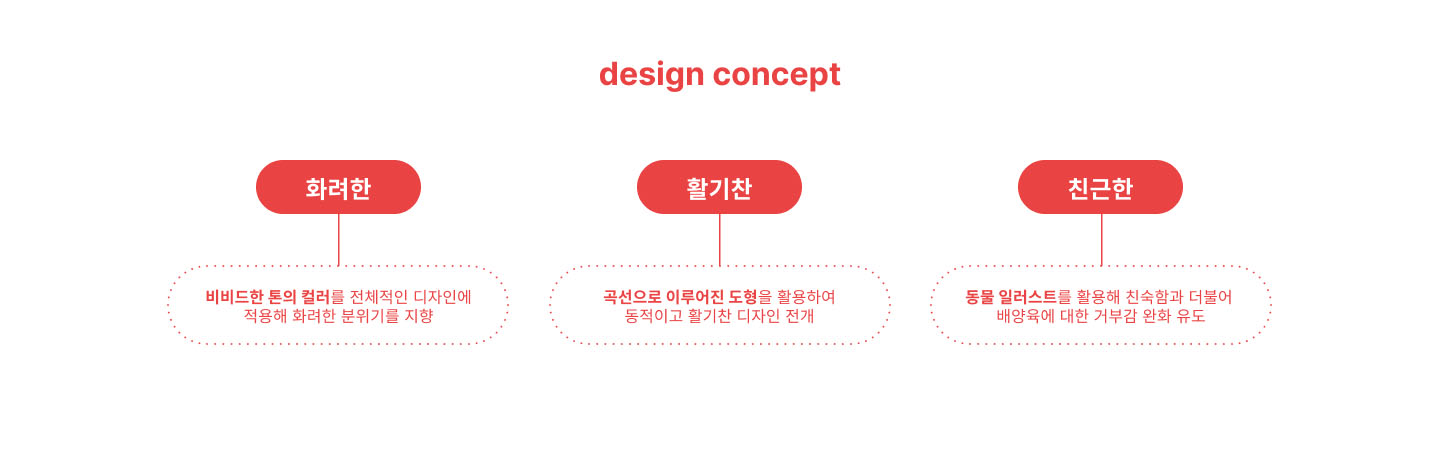 design concept
화려한
활기찬
친근한
비비드한 톤의 컬러를 전체적인 디자인에
적용해 화려한 분위기를 지향
곡선으로 이루어진 도형을 활용하여
동적이고 활기찬 디자인 전개
동물 일러스트를 활용해 친숙함과 더불어
배양육에 대한 거부감 완화 유도